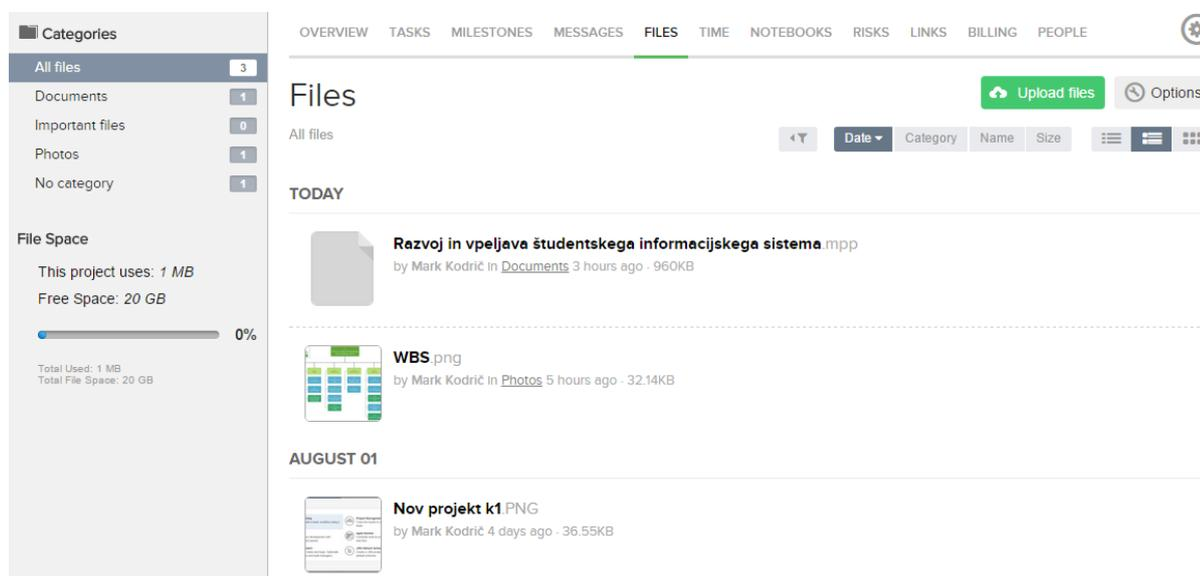 Categories
All files 3
Documents 1
Important files 0
Photos 1
No category 1
File Space
This project uses: 1 MB
Free Space: 20 GB
0%
Total Used: 1 MB
Total File Space: 20 GB
OVERVIEW TASKS MILESTONES MESSAGES FILES TIME NOTEBOOKS RISKS LINKS BILLING PEOPLE
Files
Upload files Options
All files
Date Category Name Size
TODAY
Razvoj in vpeljava študentskega informacijskega sistema.mpp
by Mark Kodrič in Documents 3 hours ago · 960KB
WBS.png
by Mark Kodrič in Photos 5 hours ago · 32.14KB
AUGUST 01
Nov projekt k1.PNG
by Mark Kodrič 4 days ago · 36.55KB